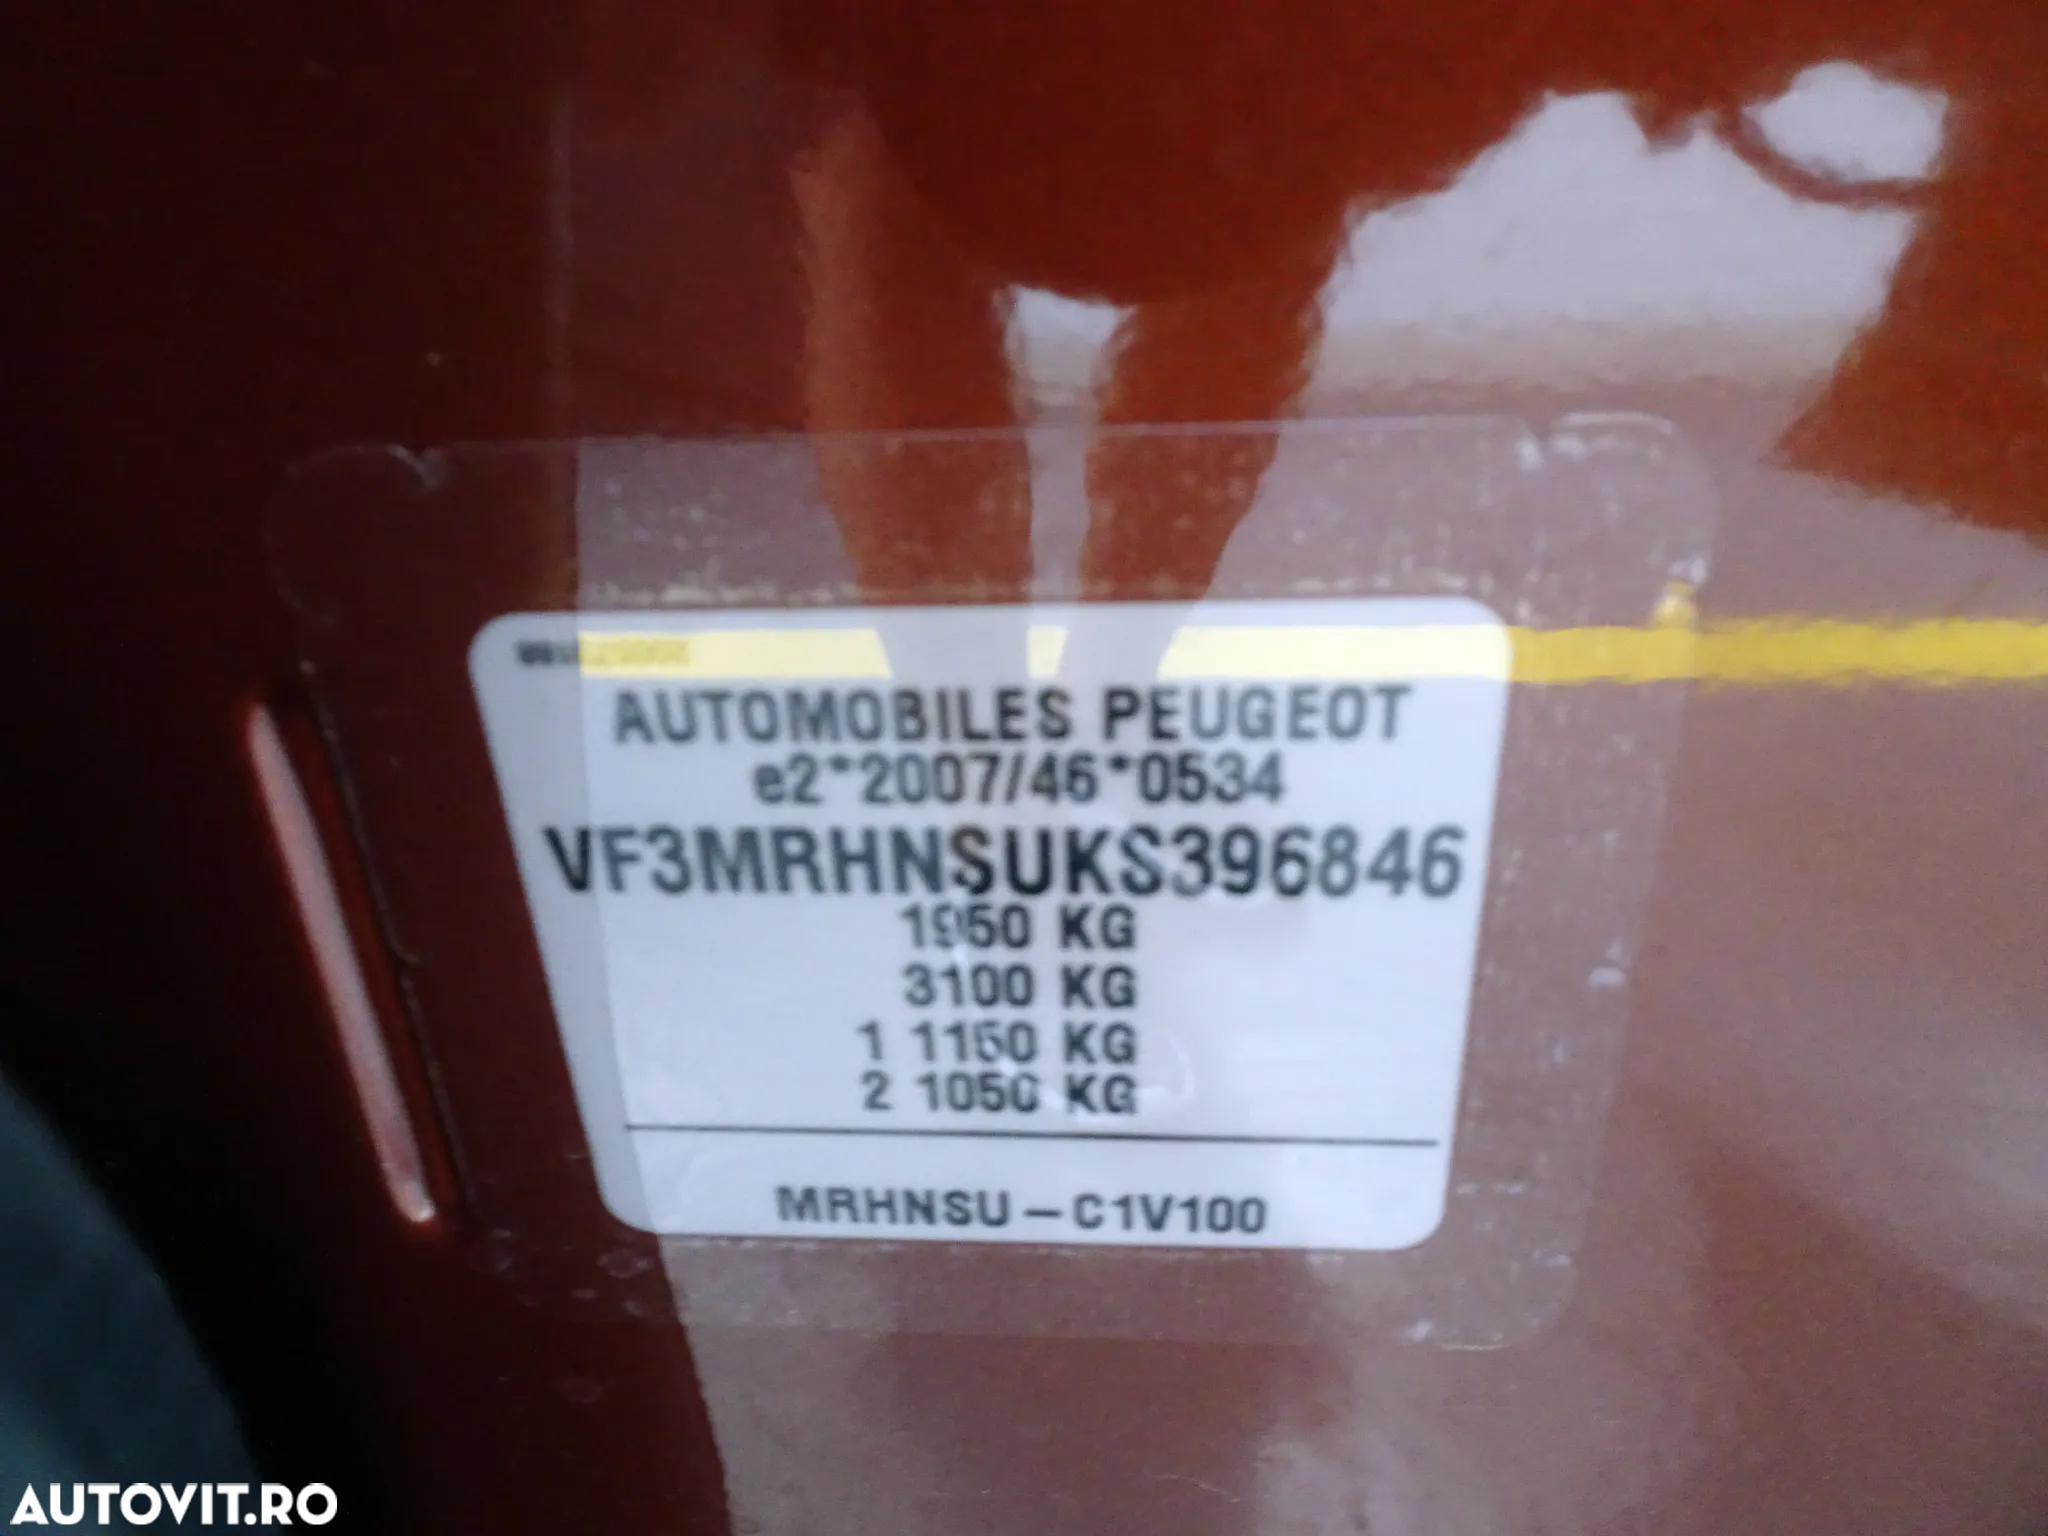 AUTOMOBILES PEUGEOT
e2*2007/46*0534
VF3MRHNSUKS396846
1950 KG
3100 KG
1 1150 KG
2 1050 KG
MRHNSU-C1V100
AUTOVIT.RO